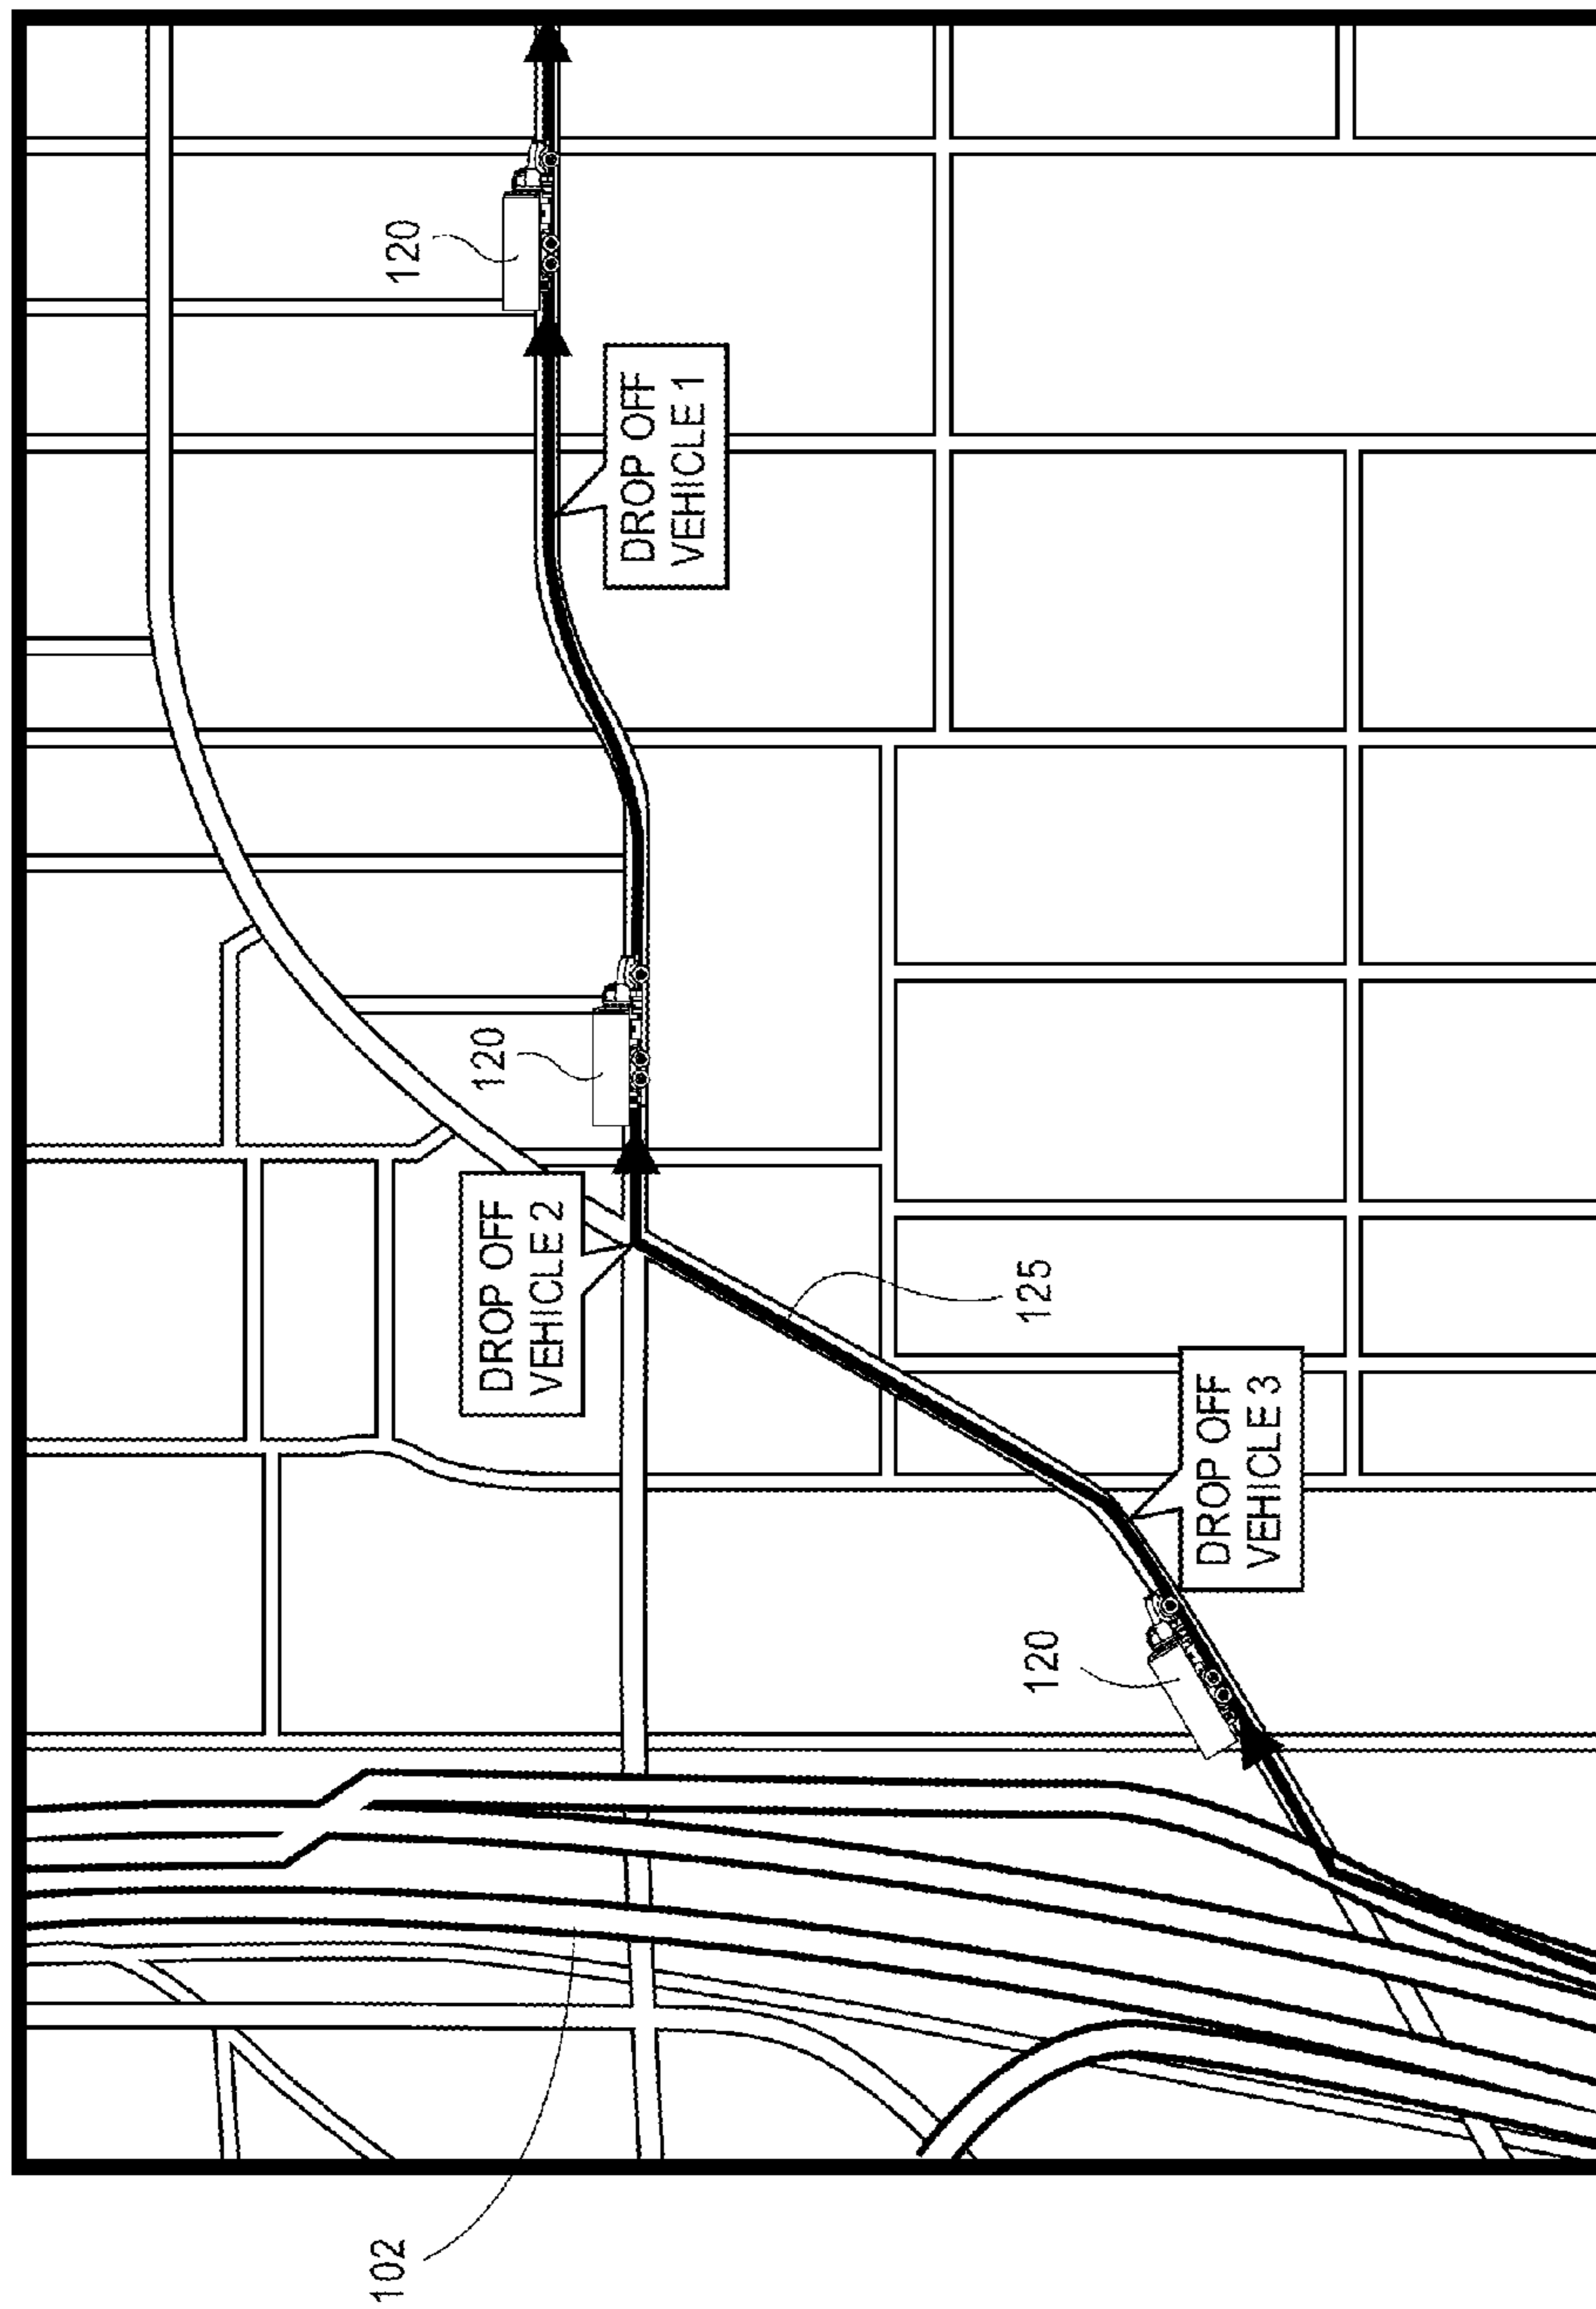 120
DROP OFF
VEHICLE 1
120
DROP OFF
VEHICLE 2
125
DROP OFF
VEHICLE 3
120
102